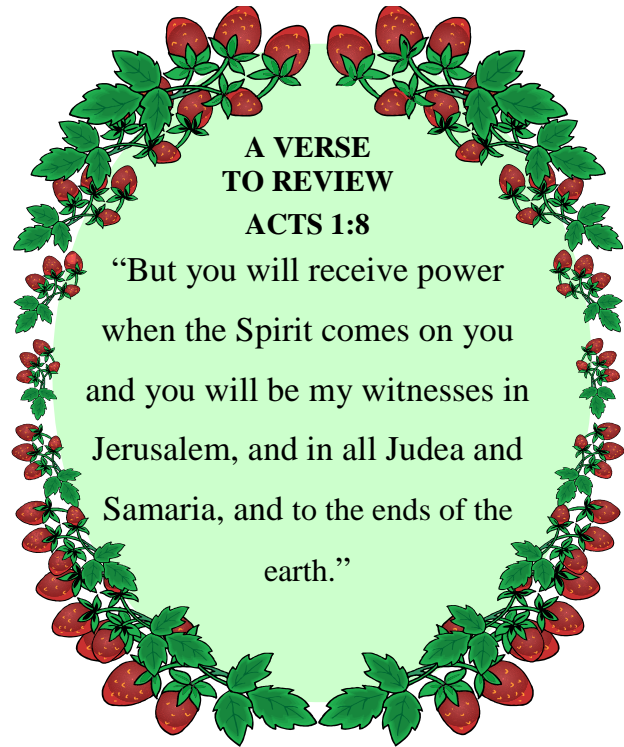 A VERSE
TO REVIEW
ACTS 1:8
“But you will receive power
when the Spirit comes on you
and you will be my witnesses in
Jerusalem, and in all Judea and
Samaria, and to the ends of the
earth.”